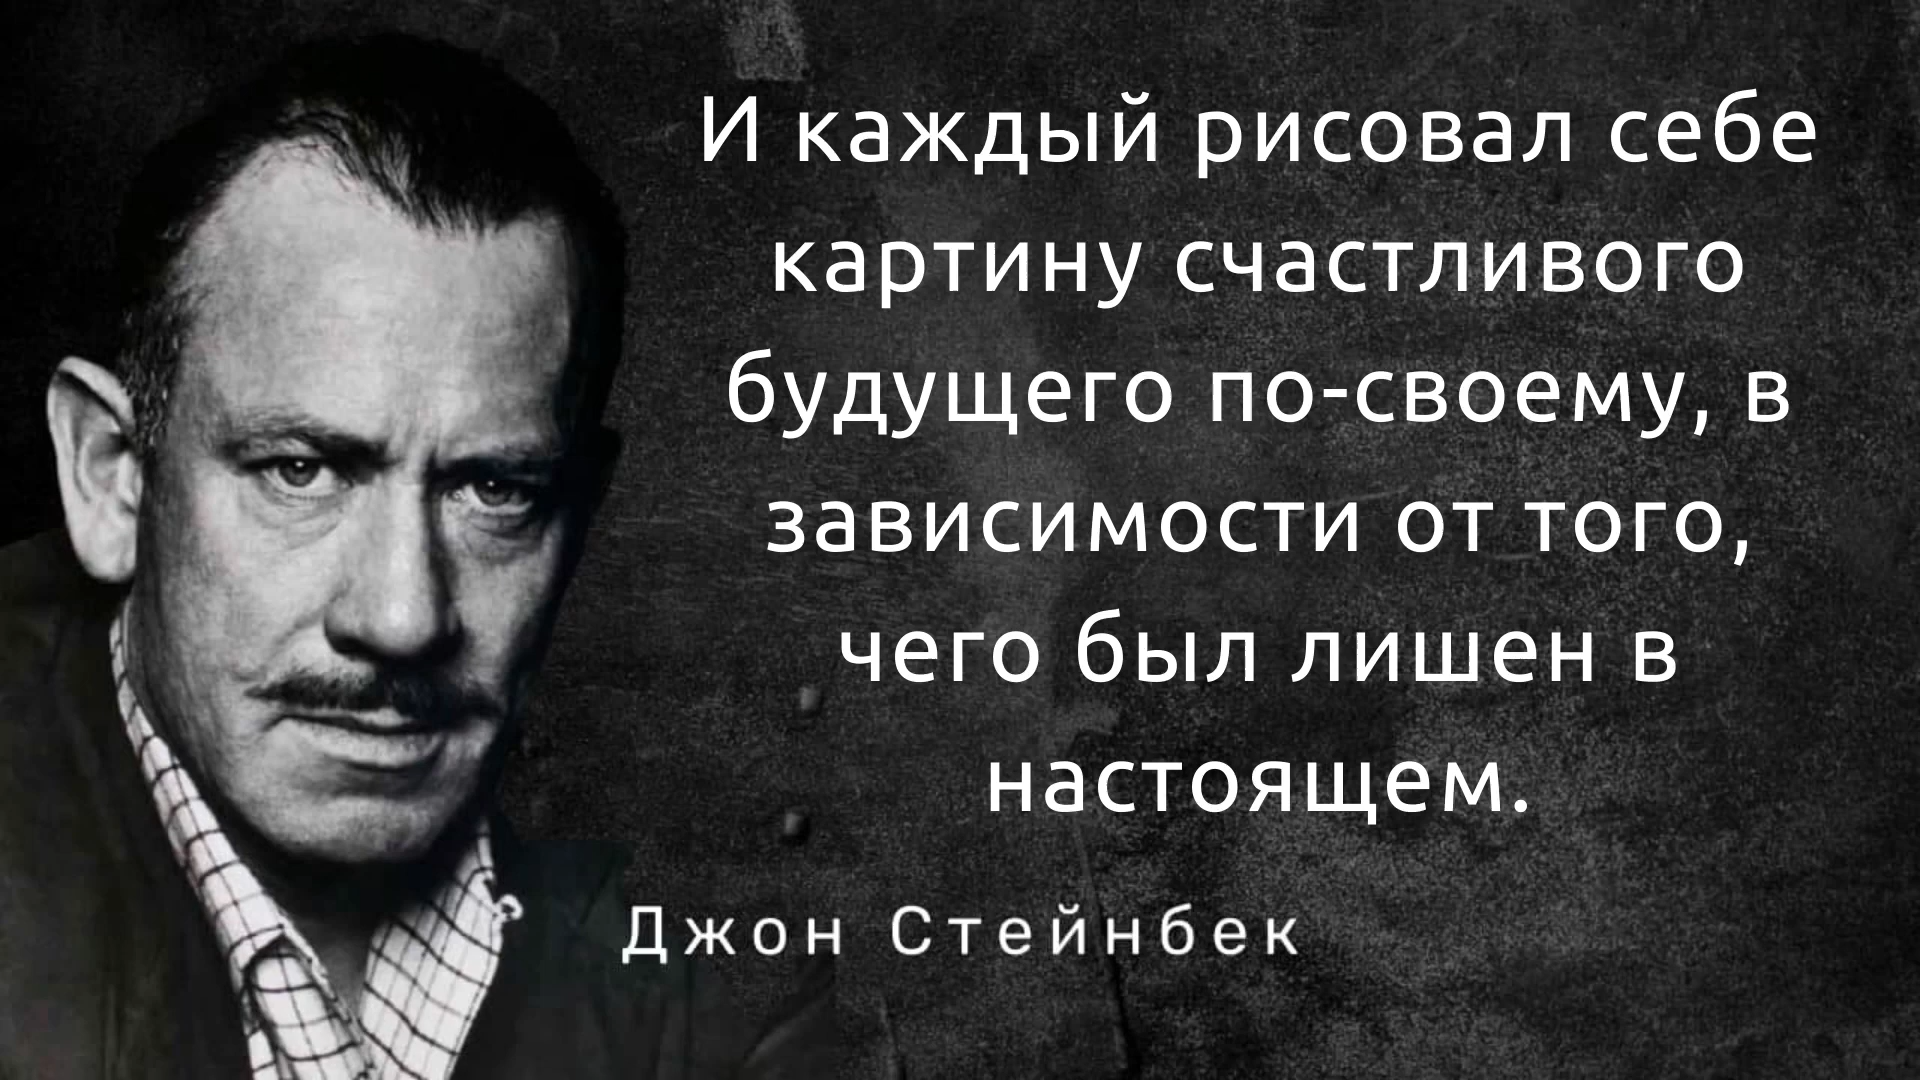 И каждый рисовал себе
картину счастливого
будущего по-своему, в
зависимости от того,
чего был лишен в
настоящем.
Джон Стейнбек